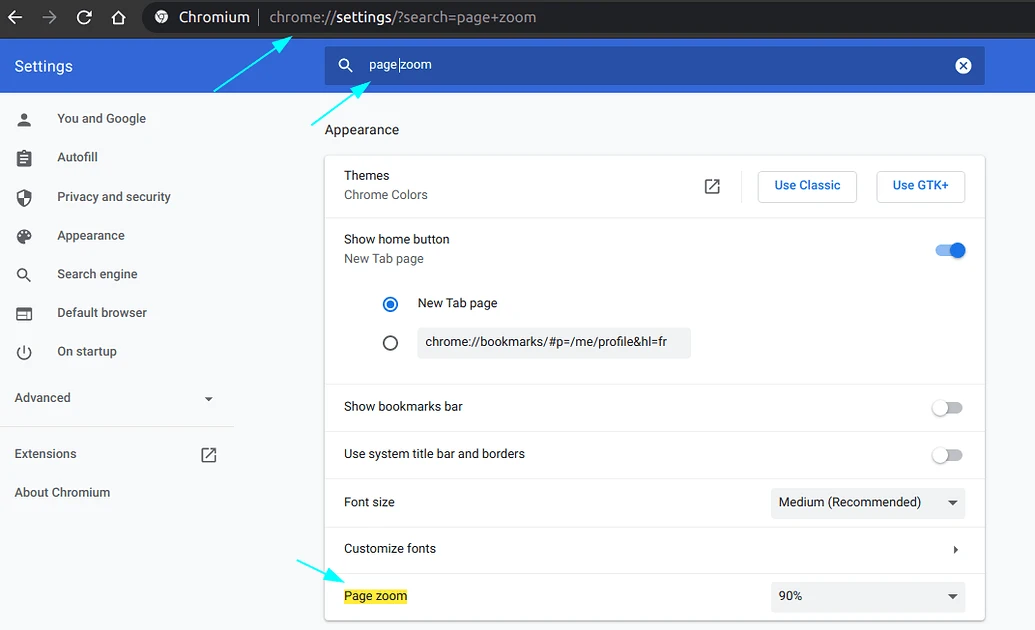 Chromium | chrome://settings/?search=page+zoom
Settings
page zoom
You and Google
Autofill
Privacy and security
Appearance
Search engine
Default browser
On startup
Advanced
Extensions
About Chromium
Appearance
Themes
Chrome Colors
Use Classic
Use GTK+
Show home button
New Tab page
New Tab page
chrome://bookmarks/#p=/me/profile&hl=fr
Show bookmarks bar
Use system title bar and borders
Font size
Medium (Recommended)
Customize fonts
Page zoom
90%